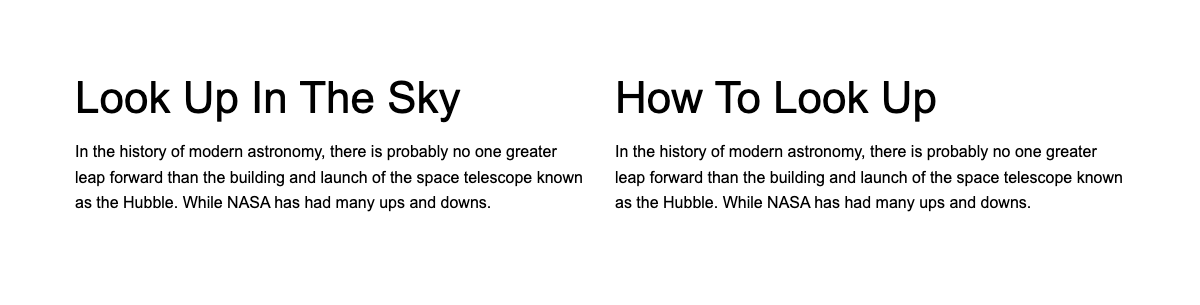 Look Up In The Sky
In the history of modern astronomy, there is probably no one greater
leap forward than the building and launch of the space telescope known
as the Hubble. While NASA has had many ups and downs.
How To Look Up
In the history of modern astronomy, there is probably no one greater
leap forward than the building and launch of the space telescope known
as the Hubble. While NASA has had many ups and downs.